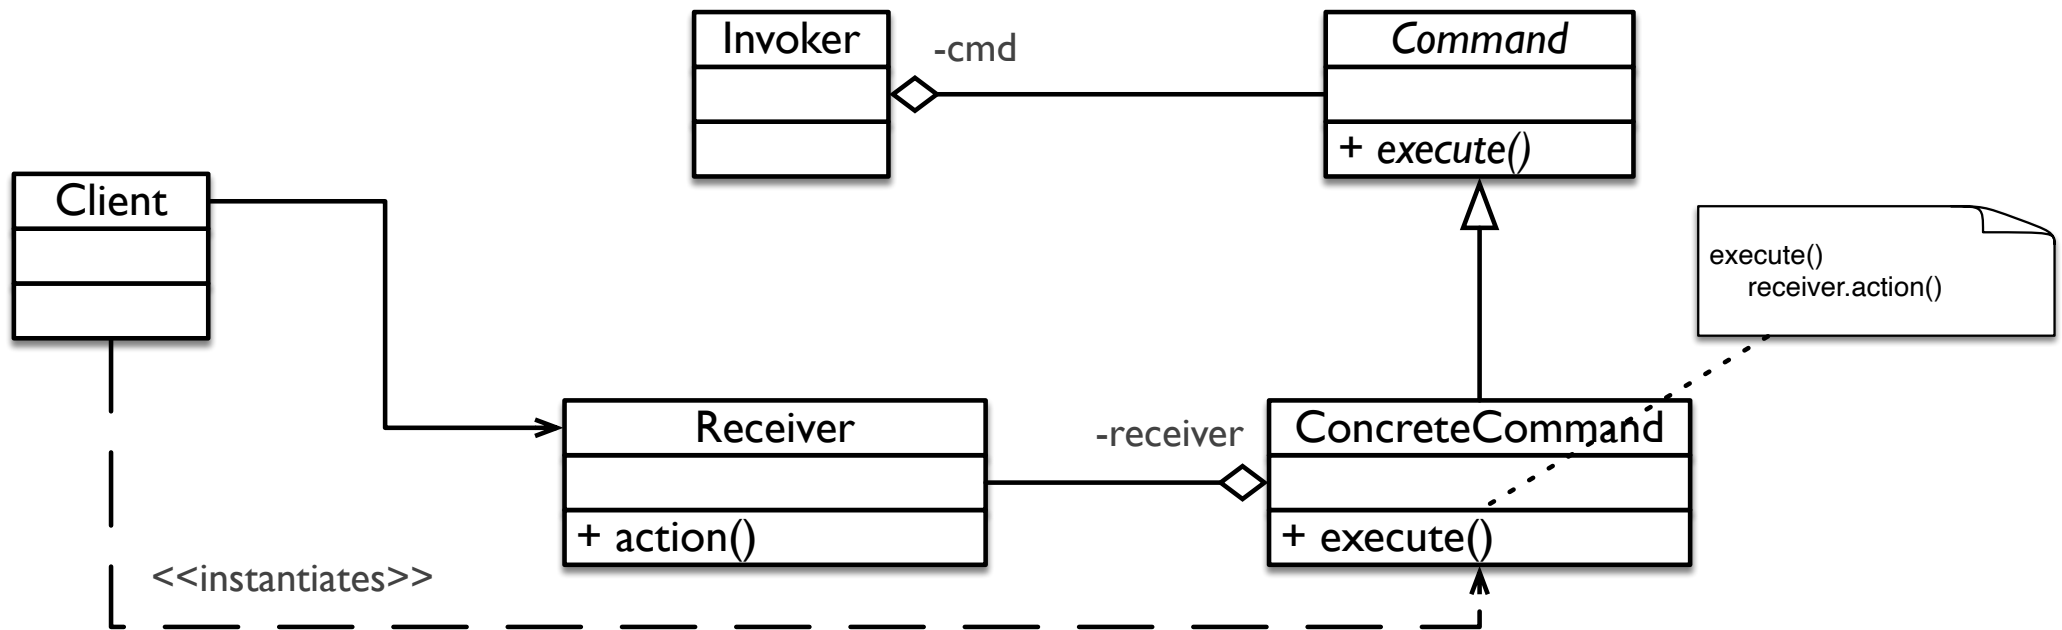 Invoker
-cmd
Command
+ execute()
Client
execute()
receiver.action()
Receiver
-receiver
ConcreteCommand
+ action()
+ execute()
<<instantiates>>